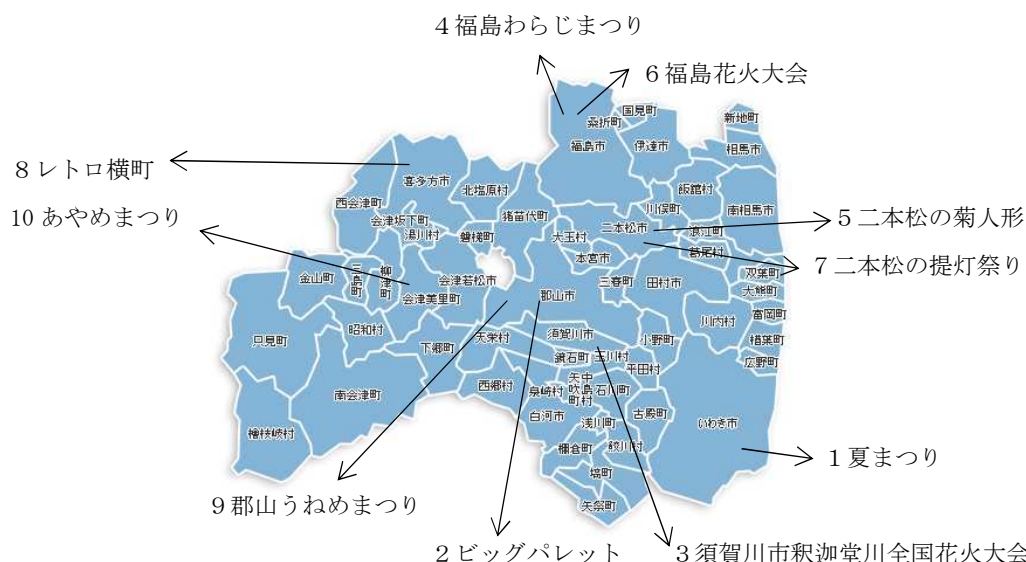 4福島わらじまつり
6福島花火大会
国見町
桑折町
新地町
福島市
伊達市
相馬市
8レトロ横町
喜多方市
北塩原村
飯舘村
西会津町
猪苗代町
川俣町
南相馬市
10あやめまつり
会津坂下町
湯川村
磐梯町
大玉村
二本松市
浪江町
5二本松の菊人形
本宮市
葛尾村
7二本松の提灯祭り
金山町
三島町
柳津町
会津若松市
三春町
田村市
双葉町
大熊町
会津美里町
郡山市
富岡町
只見町
昭和村
下郷町
天栄村
須賀川市
小野町
川内村
楢葉町
鏡石町
玉川村
平田村
広野町
南会津町
西郷村
泉崎村
矢吹町
中島村
石川町
白河市
浅川町
古殿町
いわき市
檜枝岐村
棚倉町
鮫川村
塙町
1夏まつり
矢祭町
9郡山うねめまつり
2ビッグパレット
3須賀川市釈迦堂川全国花火大会